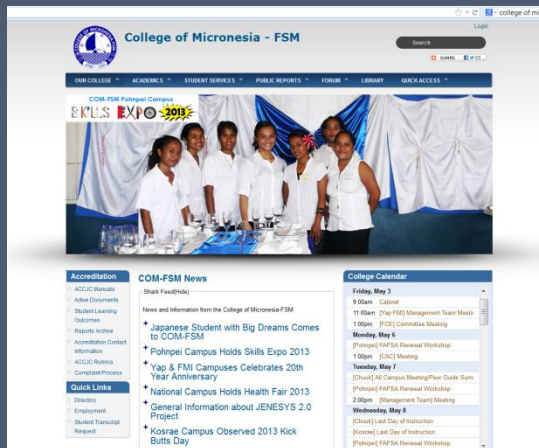 college of mi
Login
College of Micronesia - FSM
Search
SHARE
OUR COLLEGE ACADEMICS STUDENT SERVICES PUBLIC REPORTS FORUM LIBRARY QUICK ACCESS
COM-FSM Pohnpei Campus
SKILLS EXPO 2013
Accreditation
ACCJC Manuals
Active Documents
Student Learning
Outcomes
Reports Archive
Accreditation Contact
Information
ACCJC Rubrics
Complaint Process
Quick Links
Directory
Employment
Student Transcript
Request
COM-FSM News
Shark Feed(Hide)
News and Information from the College of Micronesia-FSM
Japanese Student with Big Dreams Comes
to COM-FSM
Pohnpei Campus Holds Skills Expo 2013
Yap & FMI Campuses Celebrates 20th
Year Anniversary
National Campus Holds Health Fair 2013
General Information about JENESYS 2.0
Project
Kosrae Campus Observed 2013 Kick
Butts Day
College Calendar
Friday, May 3
9:00am Cabinet
11:00am [Yap FMI] Management Team Meetin
1:00pm [FCE] Committee Meeting
Monday, May 6
[Pohnpei] FAFSA Renewal Workshop
1:00pm [CAC] Meeting
Tuesday, May 7
[Chuuk] All Campus Meeting/Peer Guide Sum
[Pohnpei] FAFSA Renewal Workshop
2:00pm [Management Team] Meeting
Wednesday, May 8
[Chuuk] Last Day of Instruction
[Kosrae] Last Day of Instruction
[Pohnpei] FAFSA Renewal Workshop